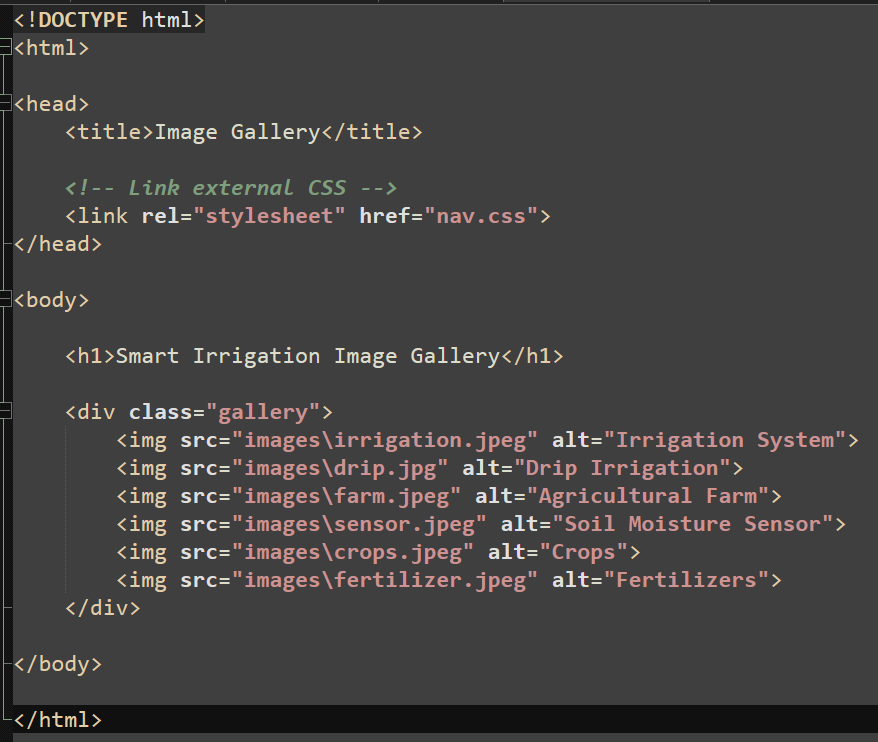 <!DOCTYPE html>
<html>
<head>
<title>Image Gallery</title>
<!-- Link external CSS -->
<link rel="stylesheet" href="nav.css">
</head>
<body>
<h1>Smart Irrigation Image Gallery</h1>
<div class="gallery">
<img src="images\irrigation.jpeg" alt="Irrigation System">
<img src="images\drip.jpg" alt="Drip Irrigation">
<img src="images\farm.jpeg" alt="Agricultural Farm">
<img src="images\sensor.jpeg" alt="Soil Moisture Sensor">
<img src="images\crops.jpeg" alt="Crops">
<img src="images\fertilizer.jpeg" alt="Fertilizers">
</div>
</body>
</html>